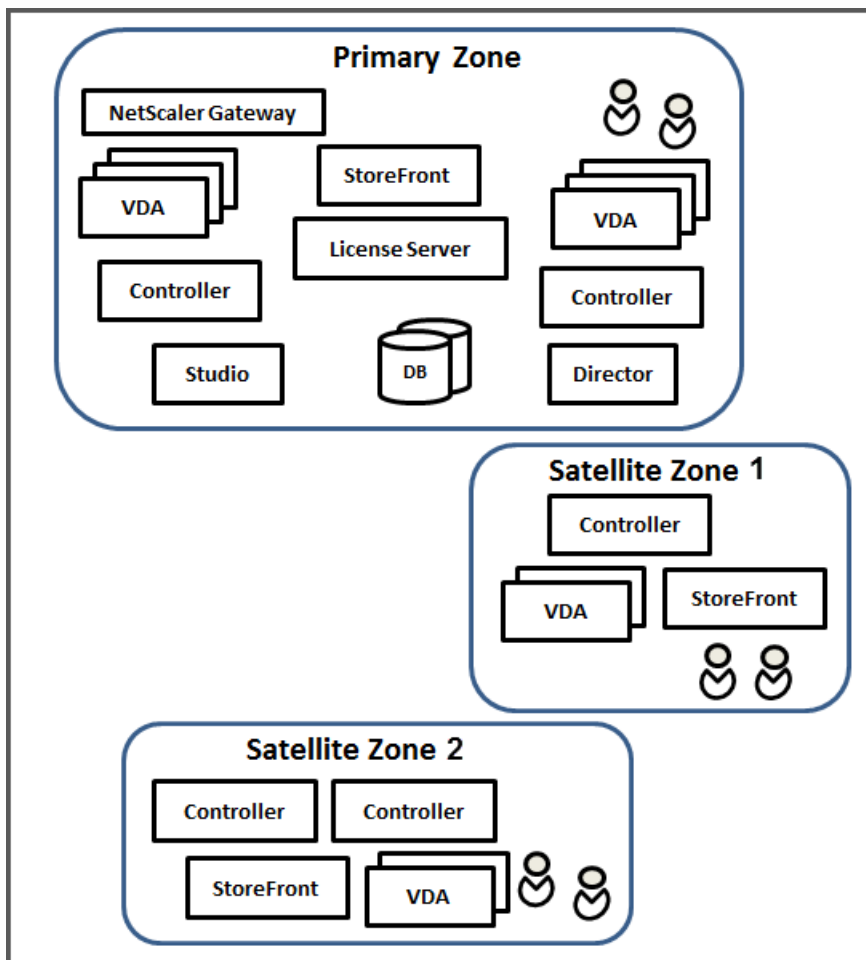 Primary Zone
NetScaler Gateway
VDA
StoreFront
VDA
License Server
Controller
Controller
Studio
DB
Director
Satellite Zone 1
Controller
VDA
StoreFront
Satellite Zone 2
Controller
Controller
StoreFront
VDA